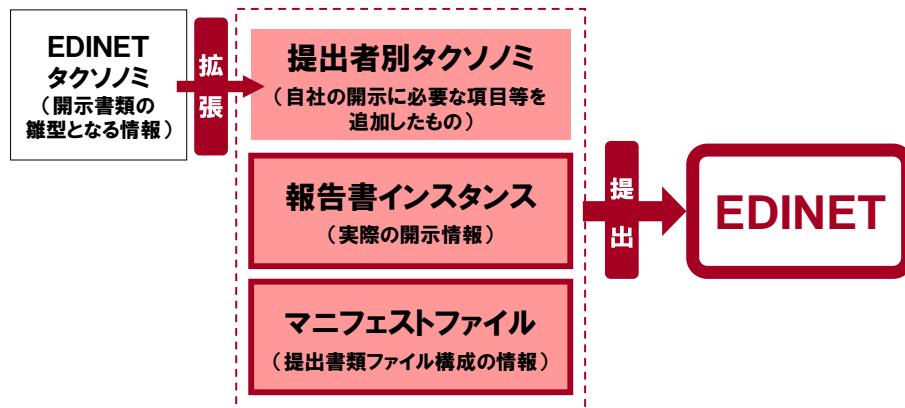 EDINET
タクソノミ
（開示書類の
雛型となる情報）
拡張
提出者別タクソノミ
（自社の開示に必要な項目等を
追加したもの）
報告書インスタンス
（実際の開示情報）
マニフェストファイル
（提出書類ファイル構成の情報）
提出
EDINET